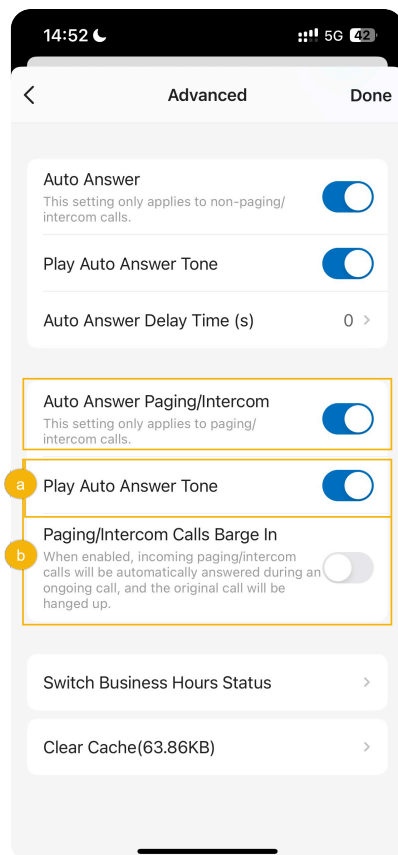 14:52
5G 42
Advanced
Done
Auto Answer
This setting only applies to non-paging/
intercom calls.
Play Auto Answer Tone
Auto Answer Delay Time (s)
0
Auto Answer Paging/Intercom
This setting only applies to paging/
intercom calls.
a
Play Auto Answer Tone
b
Paging/Intercom Calls Barge In
When enabled, incoming paging/intercom
calls will be automatically answered during an
ongoing call, and the original call will be
hanged up.
Switch Business Hours Status
Clear Cache(63.86KB)